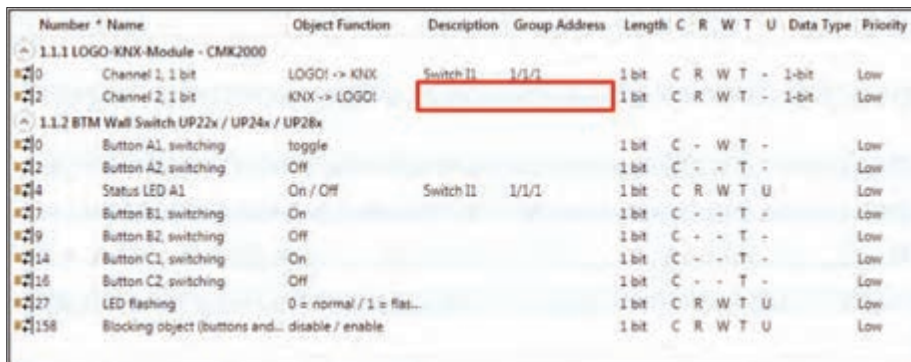 Number * Name Object Function Description Group Address Length C R W T U Data Type Priority
1.1.1 LOGO-KNX-Module - CMK2000
0 Channel 1, 1 bit LOGO! -> KNX Switch I1 1/1/1 1 bit C R W T - 1-bit Low
2 Channel 2, 1 bit KNX -> LOGO! 1 bit C R W T - 1-bit Low
1.1.2 BTM Wall Switch UP22x / UP24x / UP28x
0 Button A1, switching toggle 1 bit C - W T - Low
2 Button A2, switching Off 1 bit C - - T - Low
4 Status LED A1 On / Off Switch I1 1/1/1 1 bit C R W T U Low
7 Button B1, switching On 1 bit C - - T - Low
9 Button B2, switching Off 1 bit C - - T - Low
14 Button C1, switching On 1 bit C - - T - Low
16 Button C2, switching Off 1 bit C - - T - Low
27 LED flashing 0 = normal / 1 = flas... 1 bit C R W T U Low
158 Blocking object (buttons and... disable / enable 1 bit C R W T U Low